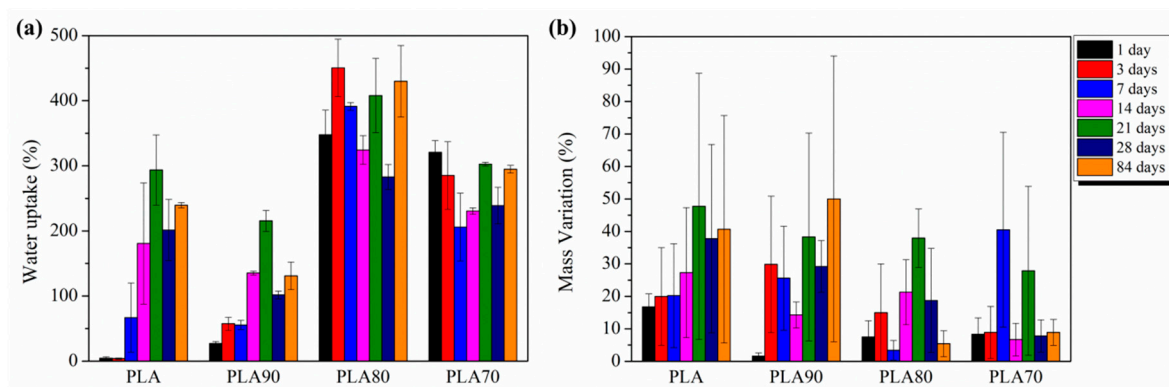 (a)
500
400
300
200
100
0
Water uptake (%)
PLA PLA90 PLA80 PLA70
(b)
100
90
80
70
60
50
40
30
20
10
0
Mass Variation (%)
PLA PLA90 PLA80 PLA70
1 day
3 days
7 days
14 days
21 days
28 days
84 days